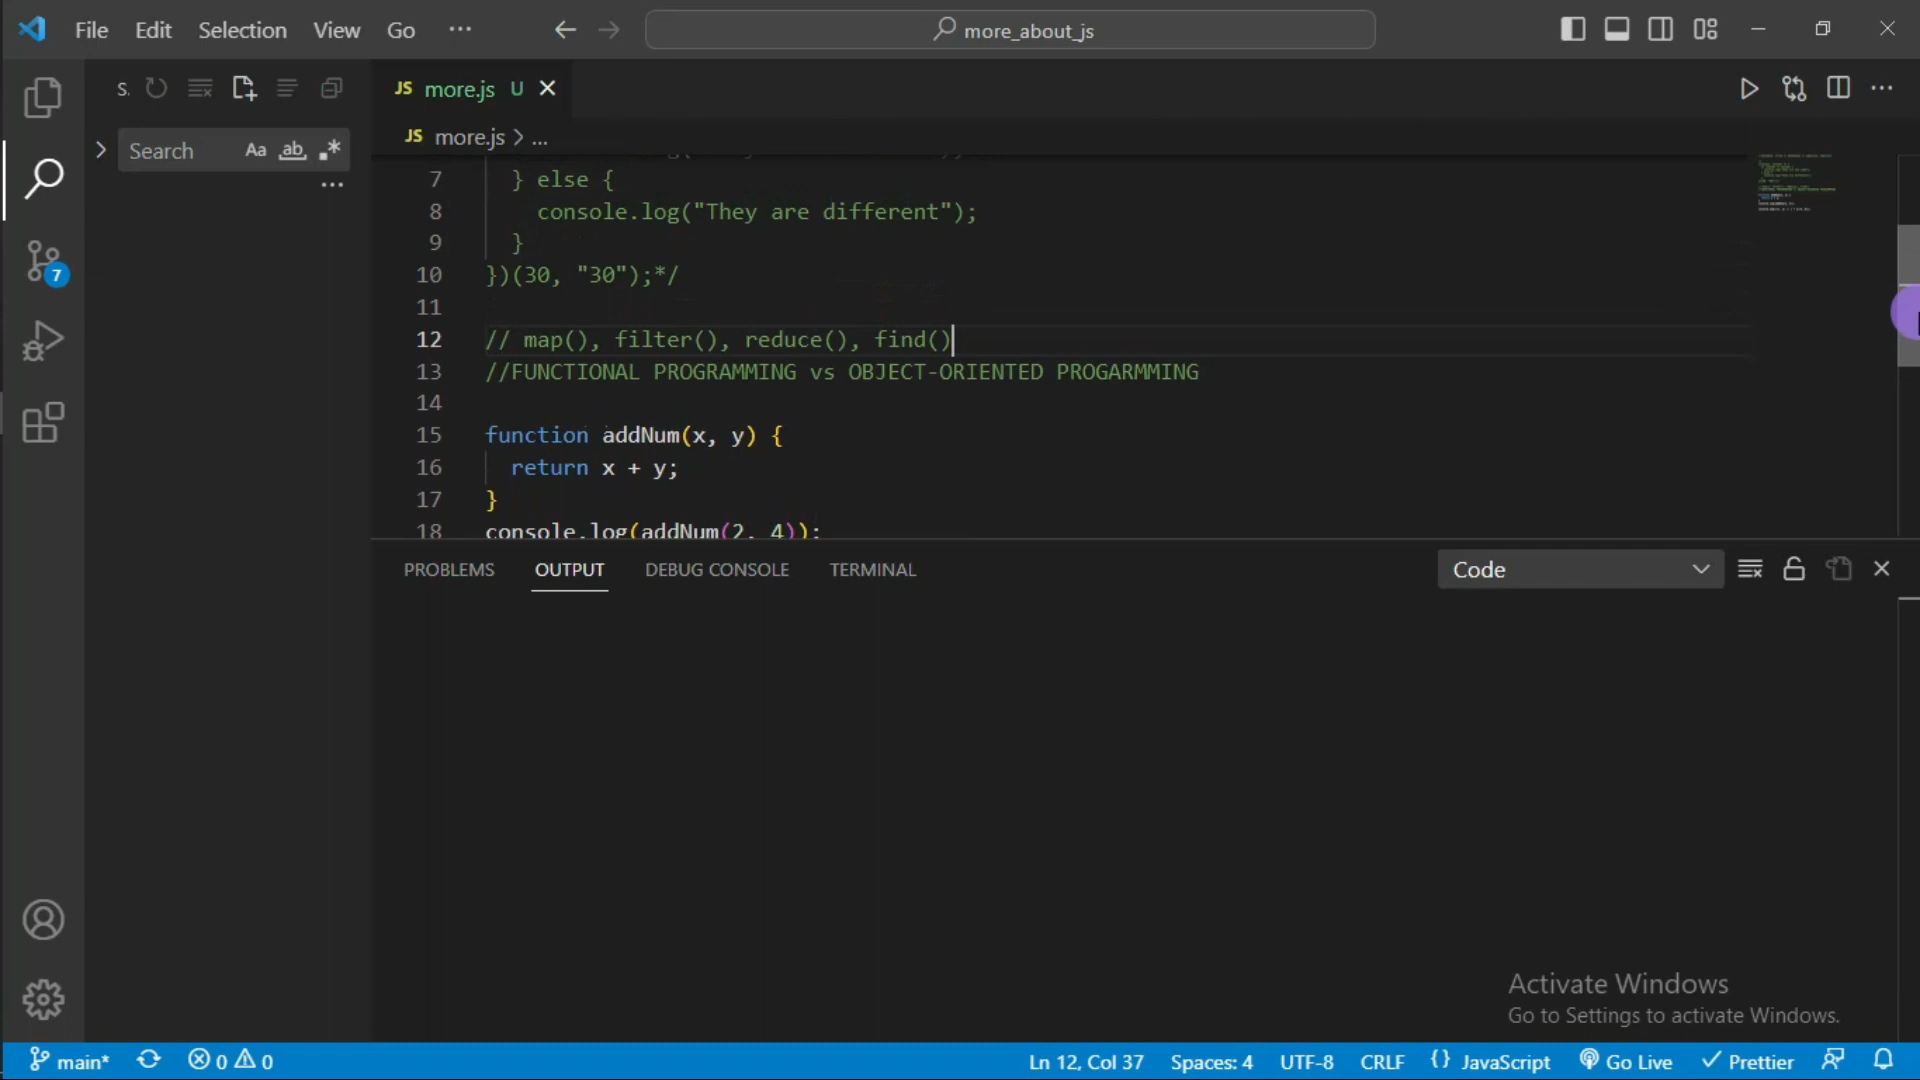 File Edit Selection View Go ···
more_about_js
S.
JS more.js U
Search Aa ab .*
JS more.js > ...
7 } else {
8 console.log("They are different");
9 }
10 })(30, "30");*/
11
12 // map(), filter(), reduce(), find()
13 //FUNCTIONAL PROGRAMMING vs OBJECT-ORIENTED PROGARMMING
14
15 function addNum(x, y) {
16 return x + y;
17 }
18 console.log(addNum(2, 4));
7
PROBLEMS OUTPUT DEBUG CONSOLE TERMINAL
Code
Activate Windows
Go to Settings to activate Windows.
main* 0 0 Ln 12, Col 37 Spaces: 4 UTF-8 CRLF {} JavaScript Go Live Prettier